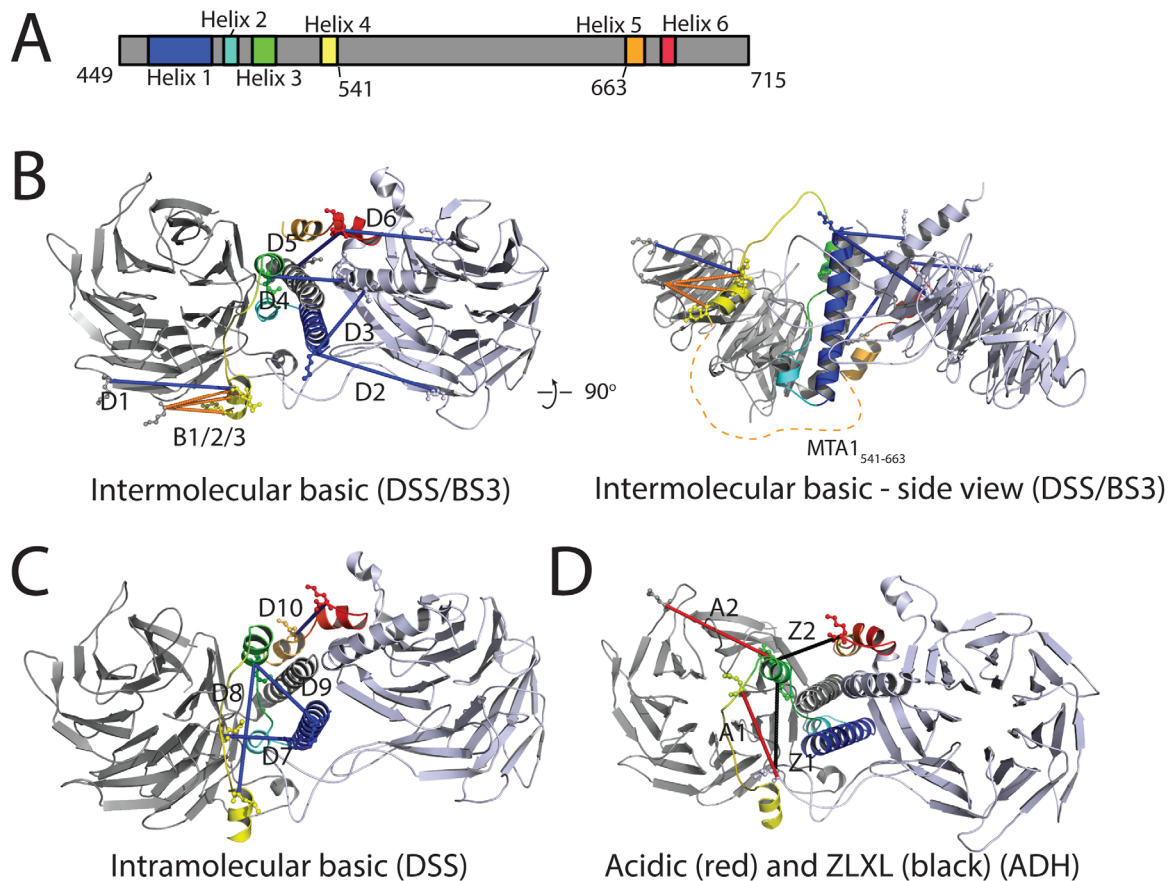 A
Helix 2
Helix 4
Helix 5
Helix 6
449
Helix 1
Helix 3
541
663
715
B
D6
D5
D4
D3
D1
D2
B1/2/3
90º
MTA1541-663
Intermolecular basic (DSS/BS3)
Intermolecular basic - side view (DSS/BS3)
C
D
D10
D8
D9
D7
A2
Z2
A1
Z1
Intramolecular basic (DSS)
Acidic (red) and ZLXL (black) (ADH)